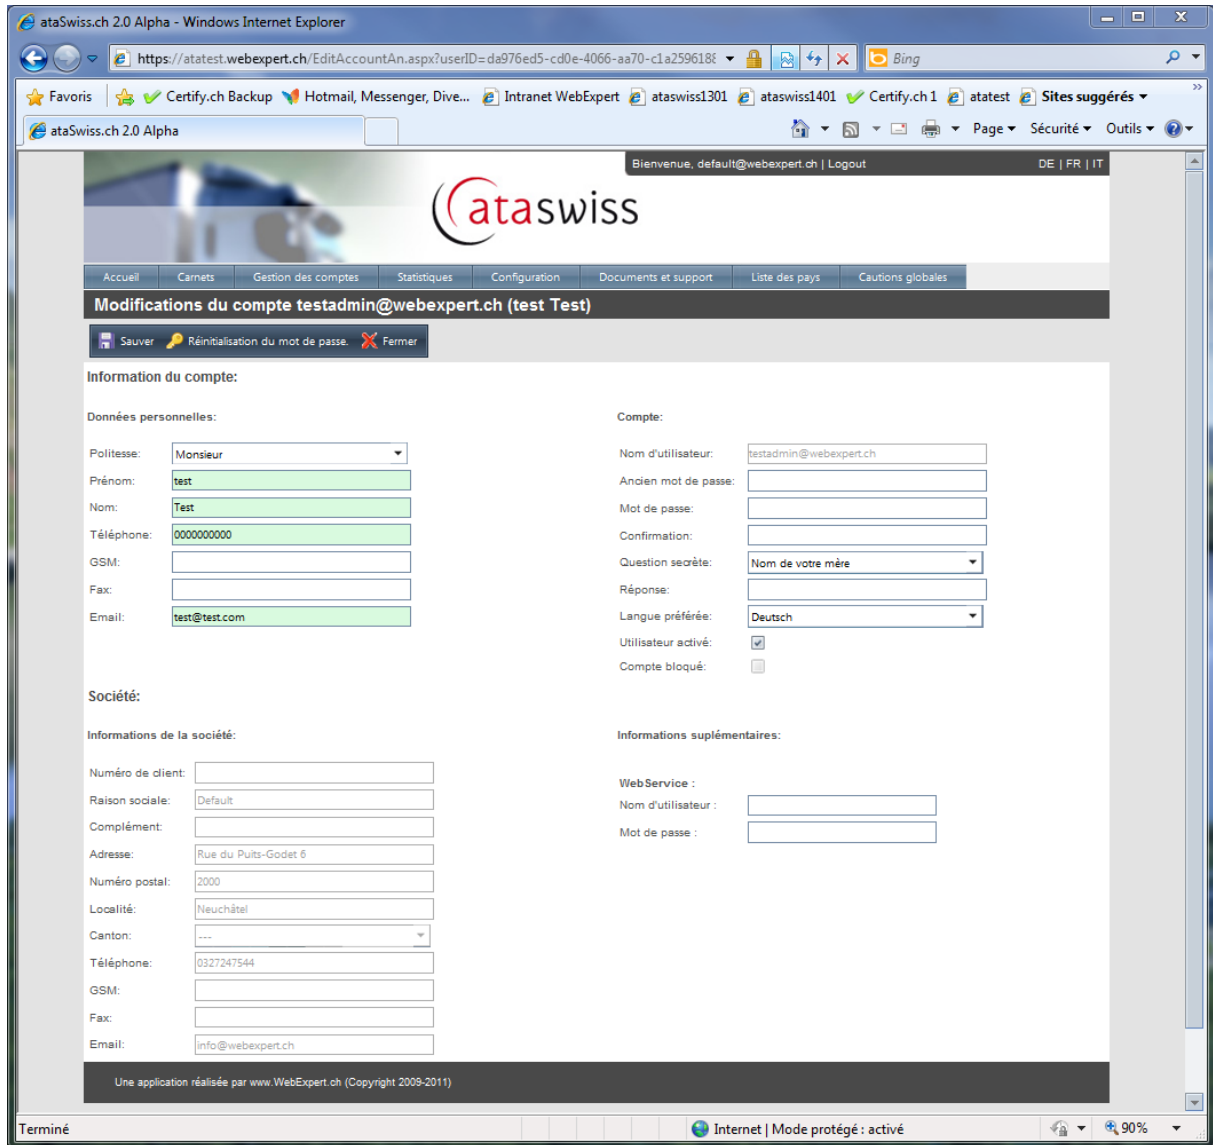 ataSwiss.ch 2.0 Alpha - Windows Internet Explorer
https://atatest.webexpert.ch/EditAccountAn.aspx?userID=da976ed5-cd0e-4066-aa70-c1a2596188
Bing
Favoris Certify.ch Backup Hotmail, Messenger, Dive... Intranet WebExpert ataswiss1301 ataswiss1401 Certify.ch 1 atatest Sites suggérés
ataSwiss.ch 2.0 Alpha Page Sécurité Outils
Bienvenue, default@webexpert.ch | Logout DE | FR | IT
ataswiss
Accueil Carnets Gestion des comptes Statistiques Configuration Documents et support Liste des pays Cautions globales
Modifications du compte testadmin@webexpert.ch (test Test)
Sauver Réinitialisation du mot de passe. Fermer
Information du compte:
Données personnelles:
Politesse: Monsieur
Prénom: test
Nom: Test
Téléphone: 0000000000
GSM:
Fax:
Email: test@test.com
Compte:
Nom d'utilisateur: testadmin@webexpert.ch
Ancien mot de passe:
Mot de passe:
Confirmation:
Question secrète: Nom de votre mère
Réponse:
Langue préférée: Deutsch
Utilisateur activé:
Compte bloqué:
Société:
Informations de la société:
Numéro de client:
Raison sociale: Default
Complément:
Adresse: Rue du Puits-Godet 6
Numéro postal: 2000
Localité: Neuchâtel
Canton: ---
Téléphone: 0327247544
GSM:
Fax:
Email: info@webexpert.ch
Informations suplémentaires:
WebService :
Nom d'utilisateur :
Mot de passe :
Une application réalisée par www.WebExpert.ch (Copyright 2009-2011)
Terminé Internet | Mode protégé : activé 90%